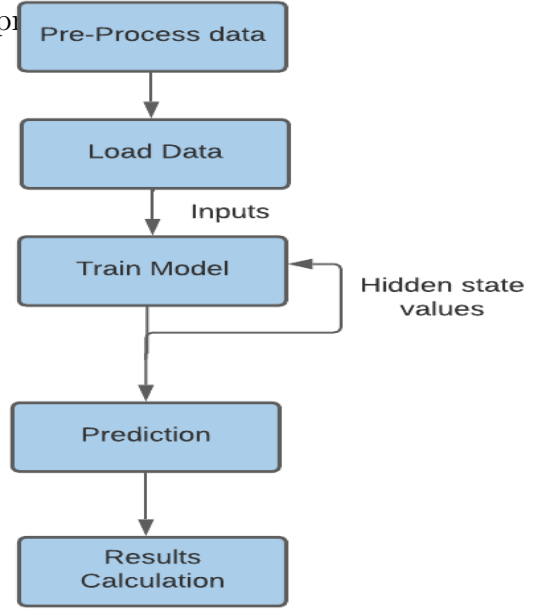 Pre-Process data
Load Data
Inputs
Train Model
Hidden state
values
Prediction
Results
Calculation